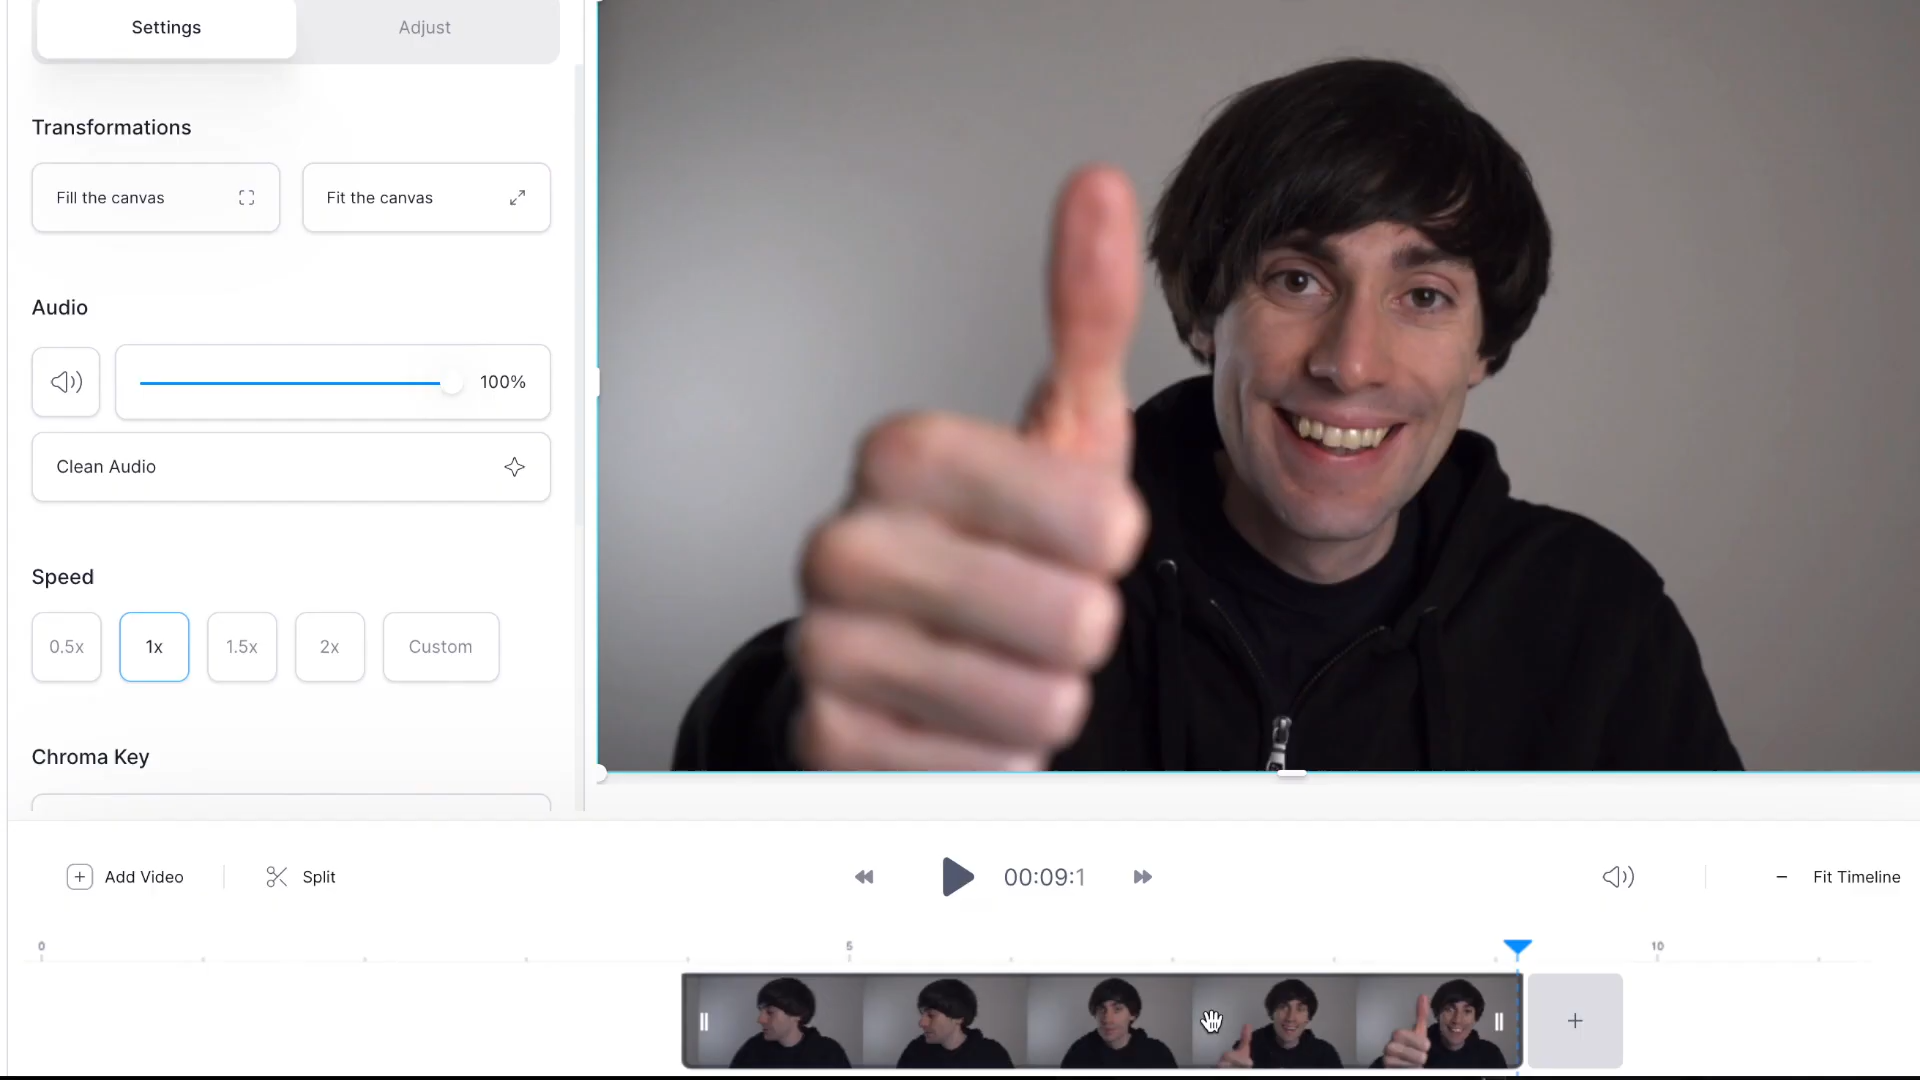 Settings
Adjust
Transformations
Fill the canvas
Fit the canvas
Audio
100%
Clean Audio
Speed
0.5x
1x
1.5x
2x
Custom
Chroma Key
Add Video
Split
00:09:1
Fit Timeline
0
5
10